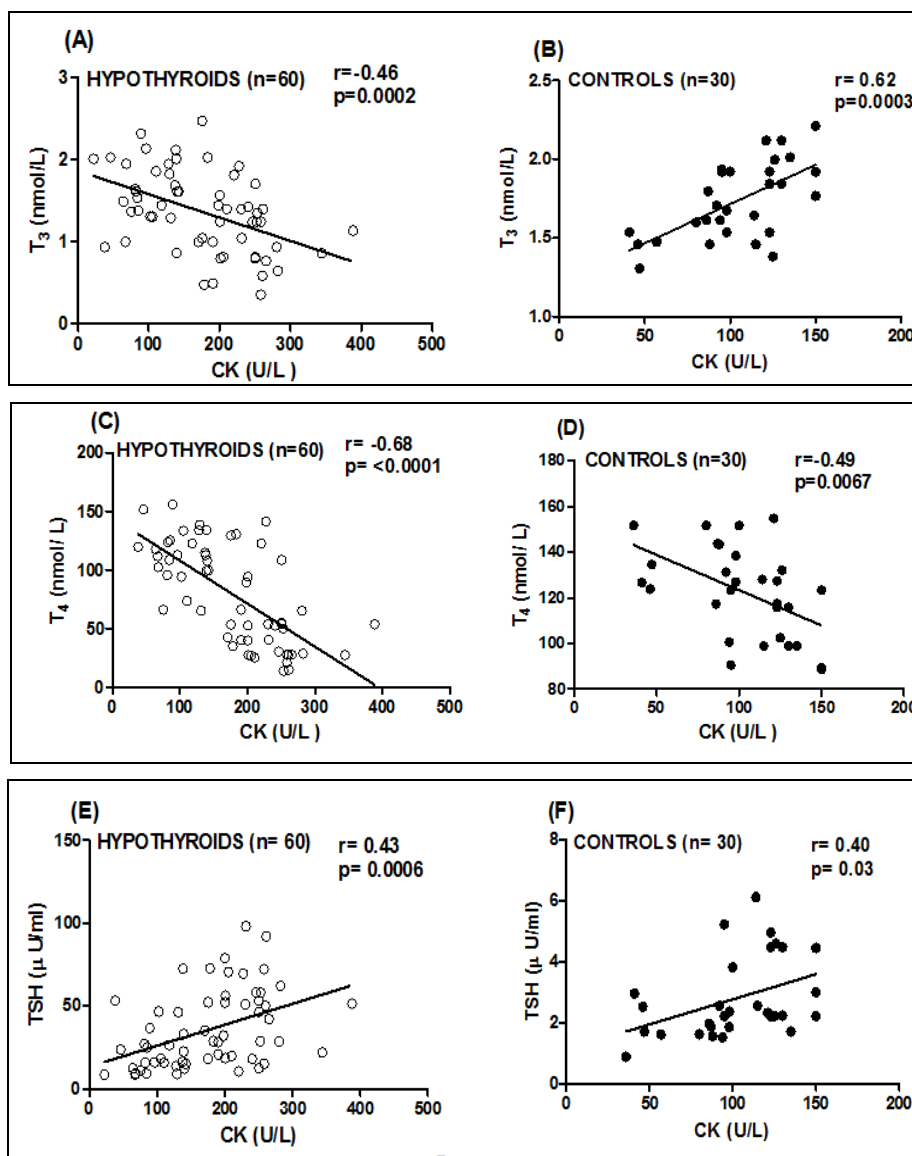 (A)
HYPOTHYROIDS (n=60)
r=-0.46
p=0.0002
3
2
1
0
T3 (nmol/L)
0 100 200 300 400 500
CK (U/L )
(B)
CONTROLS (n=30)
r= 0.62
p=0.0003
2.5
2.0
1.5
1.0
T3 (nmol/L)
0 50 100 150 200
CK (U/L)
(C)
HYPOTHYROIDS (n=60)
r= -0.68
p= <0.0001
200
150
100
50
0
T4 (nmol/ L)
0 100 200 300 400 500
CK (U/L )
(D)
CONTROLS (n=30)
r=-0.49
p=0.0067
180
160
140
120
100
80
T4 (nmol/ L)
0 50 100 150 200
CK (U/L )
(E)
HYPOTHYROIDS (n= 60)
r= 0.43
p= 0.0006
150
100
50
0
TSH (μ U/ml)
0 100 200 300 400 500
CK (U/L )
(F)
CONTROLS (n= 30)
r= 0.40
p= 0.03
8
6
4
2
0
TSH (μ U/ml)
0 50 100 150 200
CK (U/L)